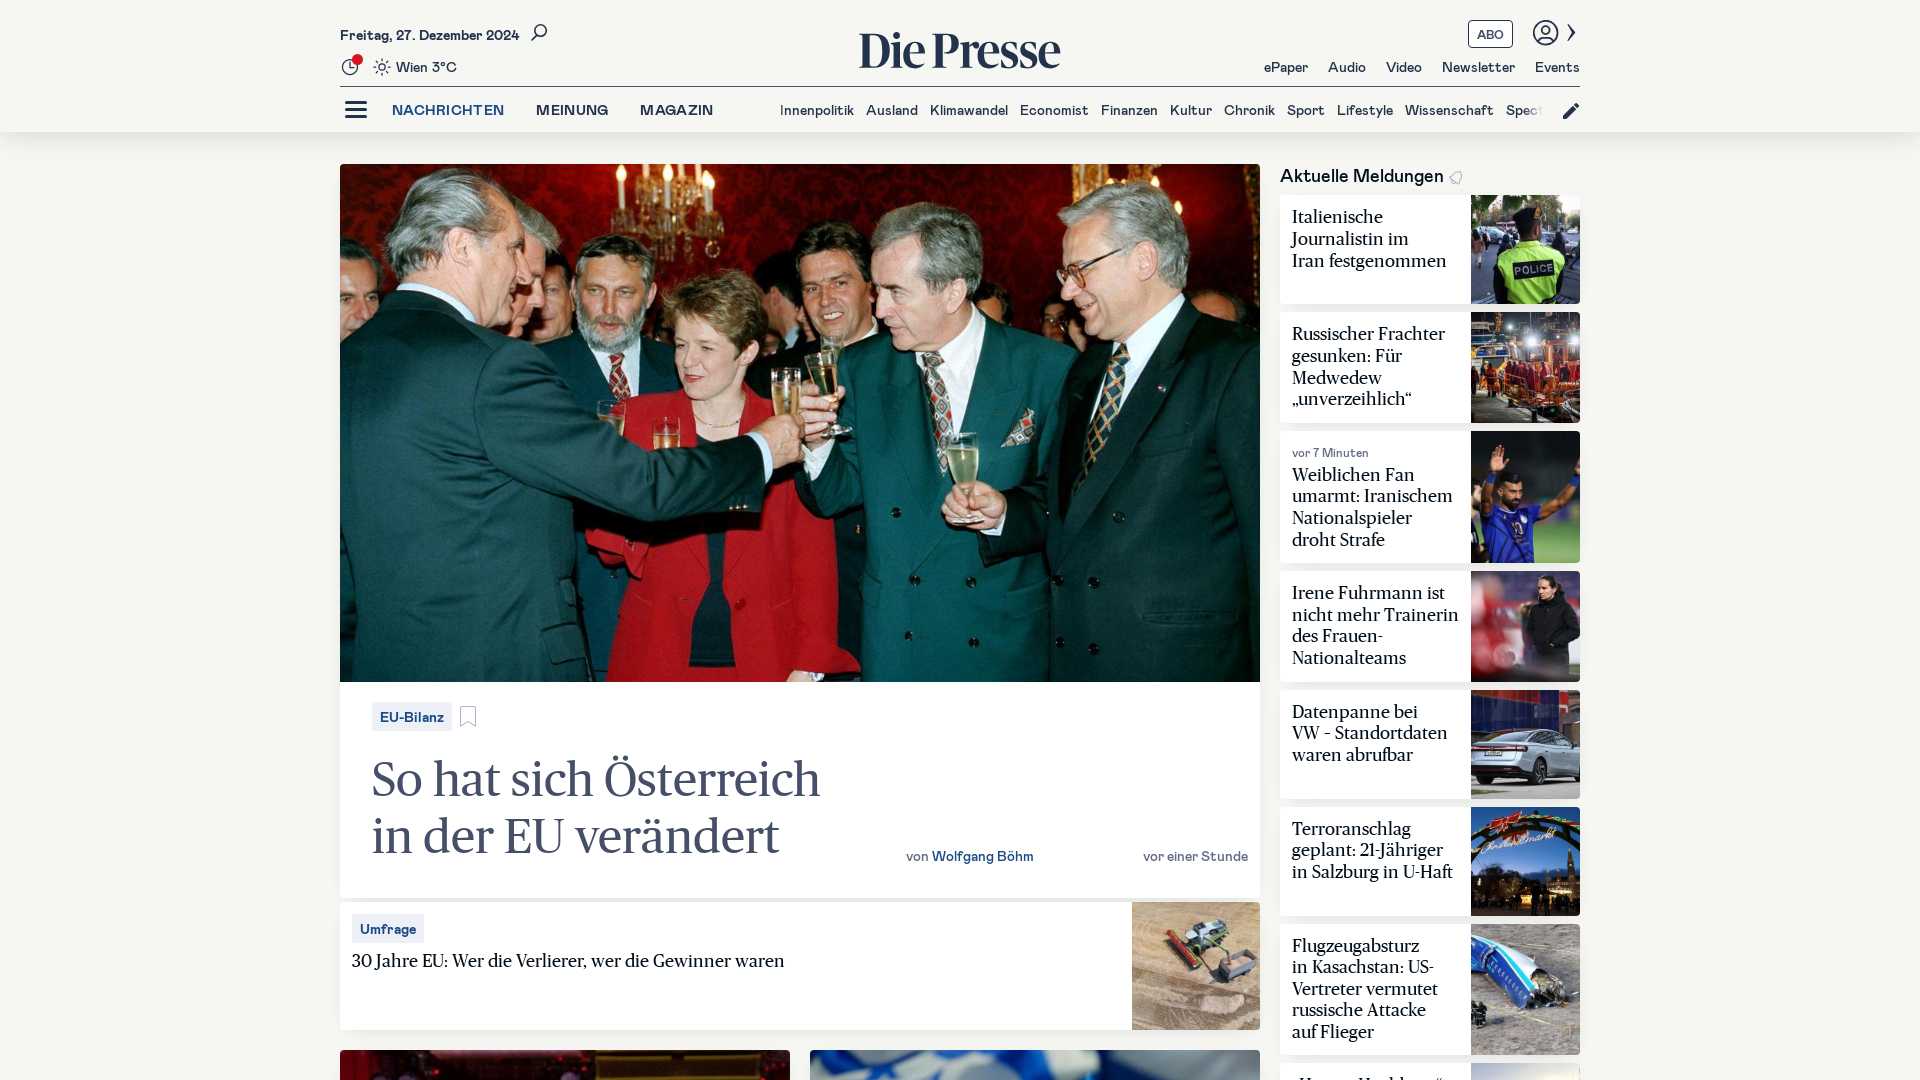 Freitag, 27. Dezember 2024
Wien 3°C
Die Presse
ABO
ePaper Audio Video Newsletter Events
NACHRICHTEN MEINUNG MAGAZIN
Innenpolitik Ausland Klimawandel Economist Finanzen Kultur Chronik Sport Lifestyle Wissenschaft Spect
EU-Bilanz
So hat sich Österreich
in der EU verändert
von Wolfgang Böhm
vor einer Stunde
Umfrage
30 Jahre EU: Wer die Verlierer, wer die Gewinner waren
Aktuelle Meldungen
Italienische
Journalistin im
Iran festgenommen
POLICE
Russischer Frachter
gesunken: Für
Medwedew
„unverzeihlich“
vor 7 Minuten
Weiblichen Fan
umarmt: Iranischem
Nationalspieler
droht Strafe
Irene Fuhrmann ist
nicht mehr Trainerin
des Frauen-
Nationalteams
Datenpanne bei
VW – Standortdaten
waren abrufbar
Terroranschlag
geplant: 21-Jähriger
in Salzburg in U-Haft
Flugzeugabsturz
in Kasachstan: US-
Vertreter vermutet
russische Attacke
auf Flieger